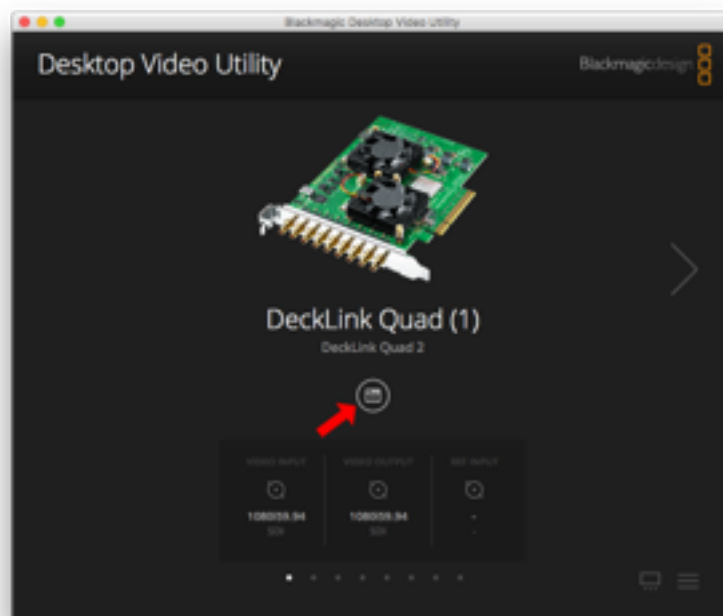 Blackmagic Desktop Video Utility
Desktop Video Utility
Blackmagicdesign
DeckLink Quad (1)
DeckLink Quad 2
VIDEO INPUT VIDEO OUTPUT REF INPUT
1080i59.94 1080i59.94 -
SDI SDI -